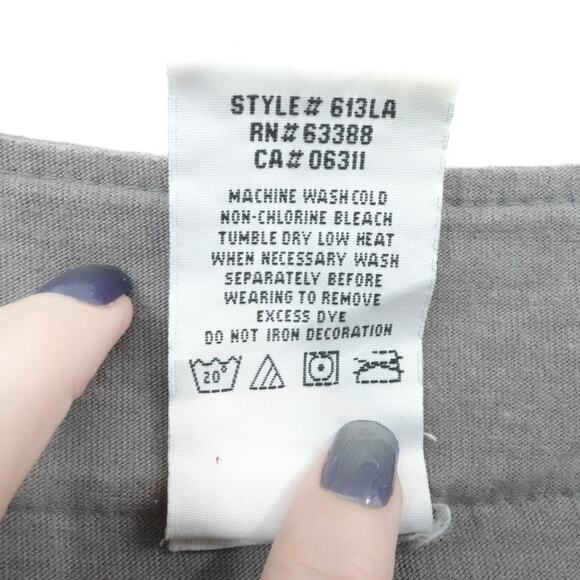 STYLE# 613LA
RN# 63388
CA# 06311
MACHINE WASH COLD
NON-CHLORINE BLEACH
TUMBLE DRY LOW HEAT
WHEN NECESSARY WASH
SEPARATELY BEFORE
WEARING TO REMOVE
EXCESS DYE
DO NOT IRON DECORATION
20°